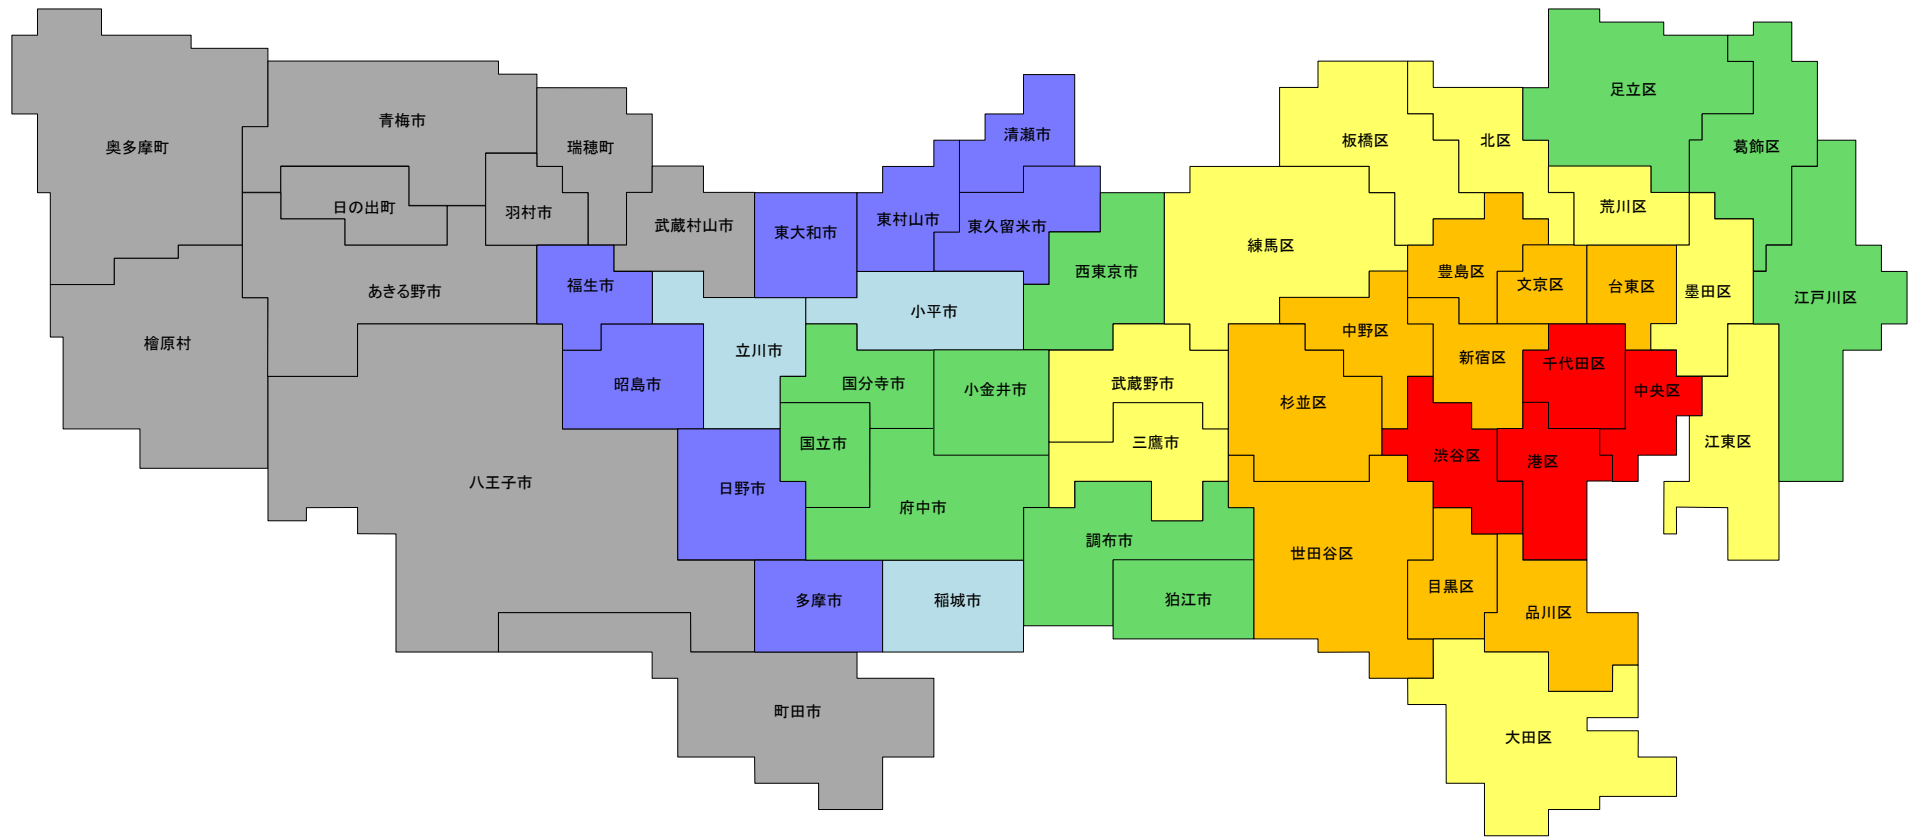 足立区
青梅市
清瀬市
板橋区
北区
奥多摩町
瑞穂町
葛飾区
日の出町
羽村市
荒川区
武蔵村山市
東大和市
東村山市
東久留米市
練馬区
西東京市
豊島区
文京区
台東区
福生市
あきる野市
墨田区
江戸川区
小平市
中野区
檜原村
立川市
新宿区
千代田区
昭島市
国分寺市
小金井市
武蔵野市
杉並区
中央区
国立市
三鷹市
渋谷区
港区
江東区
八王子市
日野市
府中市
調布市
世田谷区
目黒区
多摩市
稲城市
狛江市
品川区
町田市
大田区